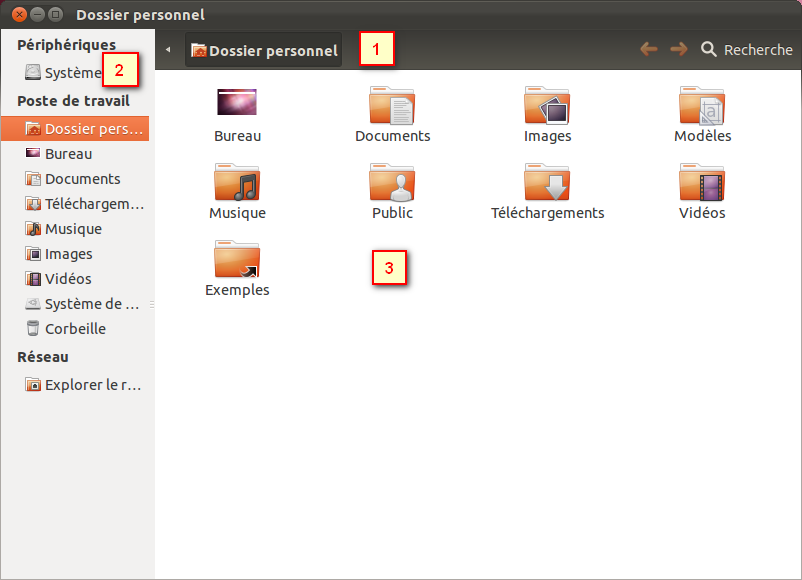 Dossier personnel
Périphériques
Système
2
Poste de travail
Dossier pers...
Bureau
Documents
Téléchargem...
Musique
Images
Vidéos
Système de ...
Corbeille
Réseau
Explorer le r...
Dossier personnel
1
Recherche
Bureau
Documents
Images
Modèles
Musique
Public
Téléchargements
Vidéos
Exemples
3